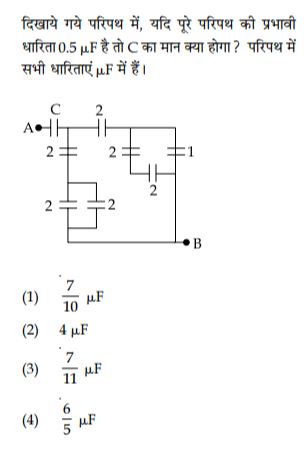 दिखाये गये परिपथ में, यदि पूरे परिपथ की प्रभावी
धारिता 0.5 μF है तो C का मान क्या होगा ? परिपथ में
सभी धारिताएं μF में हैं।
C 2
A
2 2 1
2
2 2
B
(1) 7/10 μF
(2) 4 μF
(3) 7/11 μF
(4) 6/5 μF